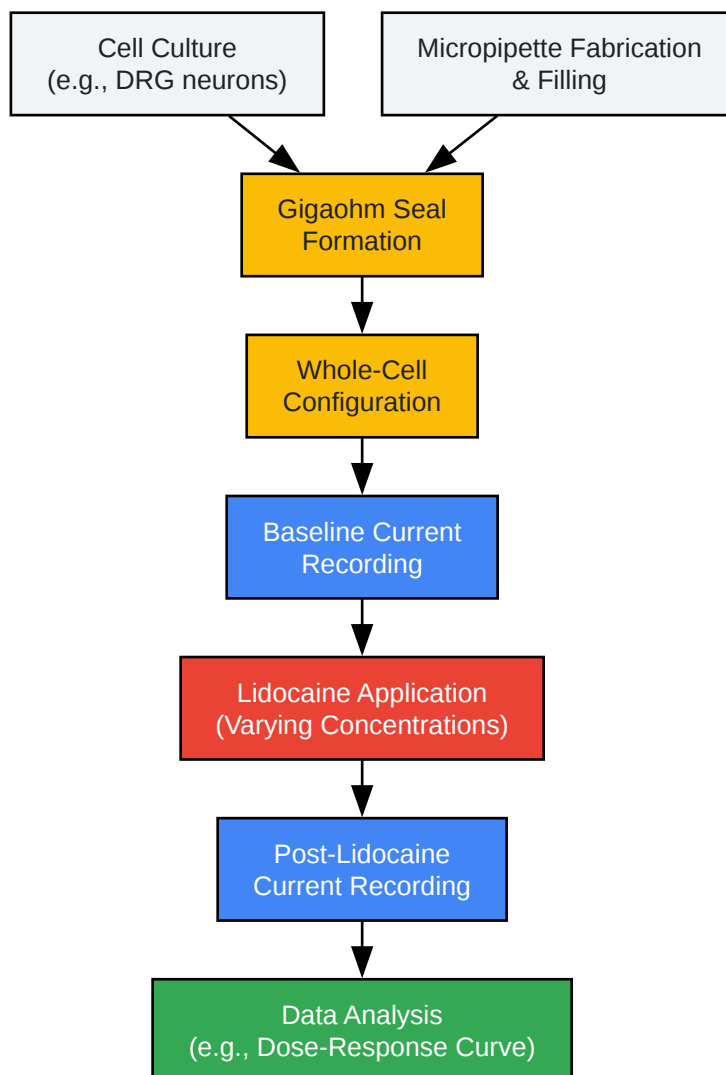 Cell Culture
(e.g., DRG neurons)
Micropipette Fabrication
& Filling
Gigaohm Seal
Formation
Whole-Cell
Configuration
Baseline Current
Recording
Lidocaine Application
(Varying Concentrations)
Post-Lidocaine
Current Recording
Data Analysis
(e.g., Dose-Response Curve)